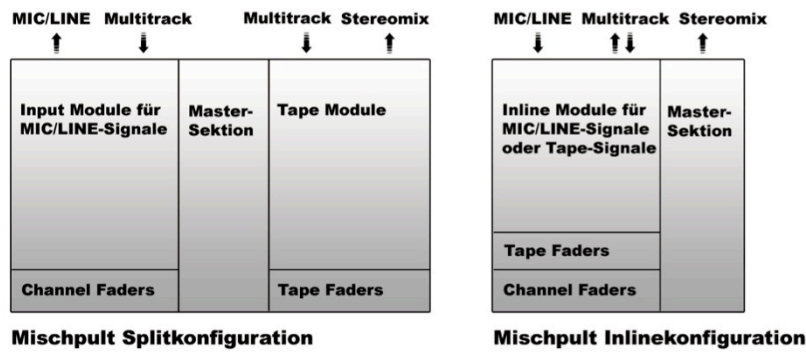 MIC/LINE Multitrack Multitrack Stereomix
Input Module für
MIC/LINE-Signale
Master-
Sektion
Tape Module
Channel Faders
Tape Faders
Mischpult Splitkonfiguration
MIC/LINE Multitrack Stereomix
Inline Module für
MIC/LINE-Signale
oder Tape-Signale
Master-
Sektion
Tape Faders
Channel Faders
Mischpult Inlinekonfiguration